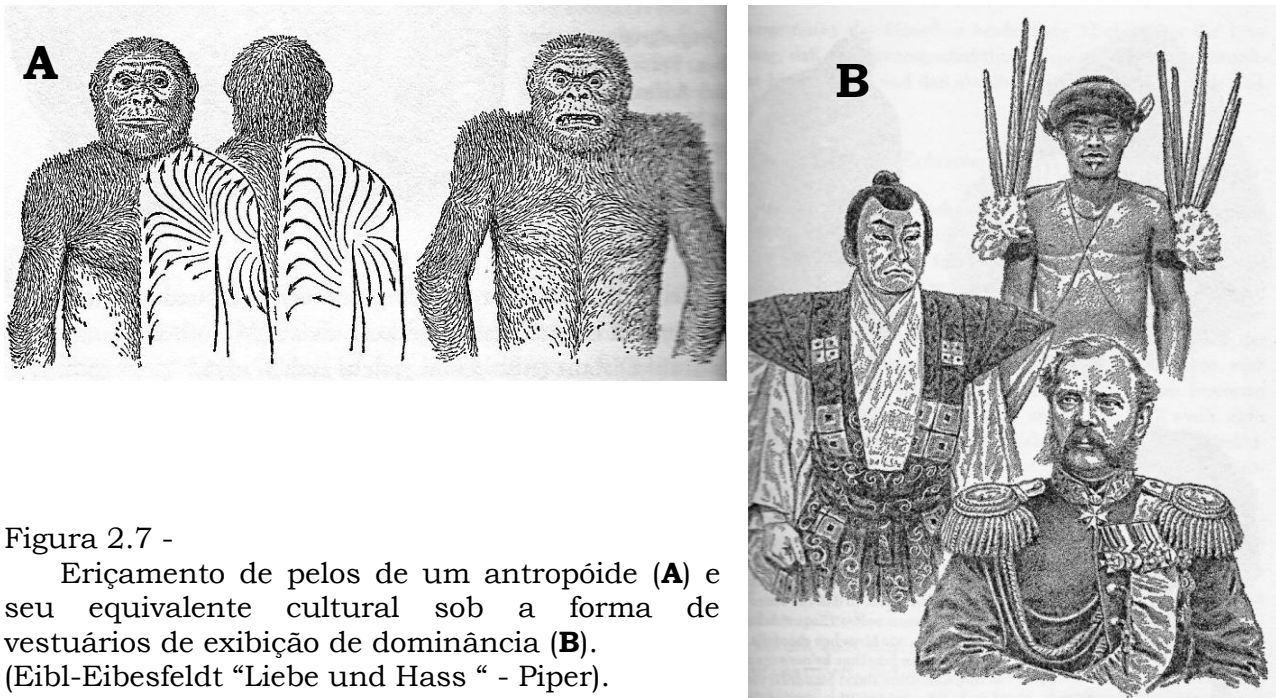 A
B
Figura 2.7 -
Eriçamento de pelos de um antropóide (A) e
seu equivalente cultural sob a forma de
vestuários de exibição de dominância (B).
(Eibl-Eibesfeldt “Liebe und Hass “ - Piper).